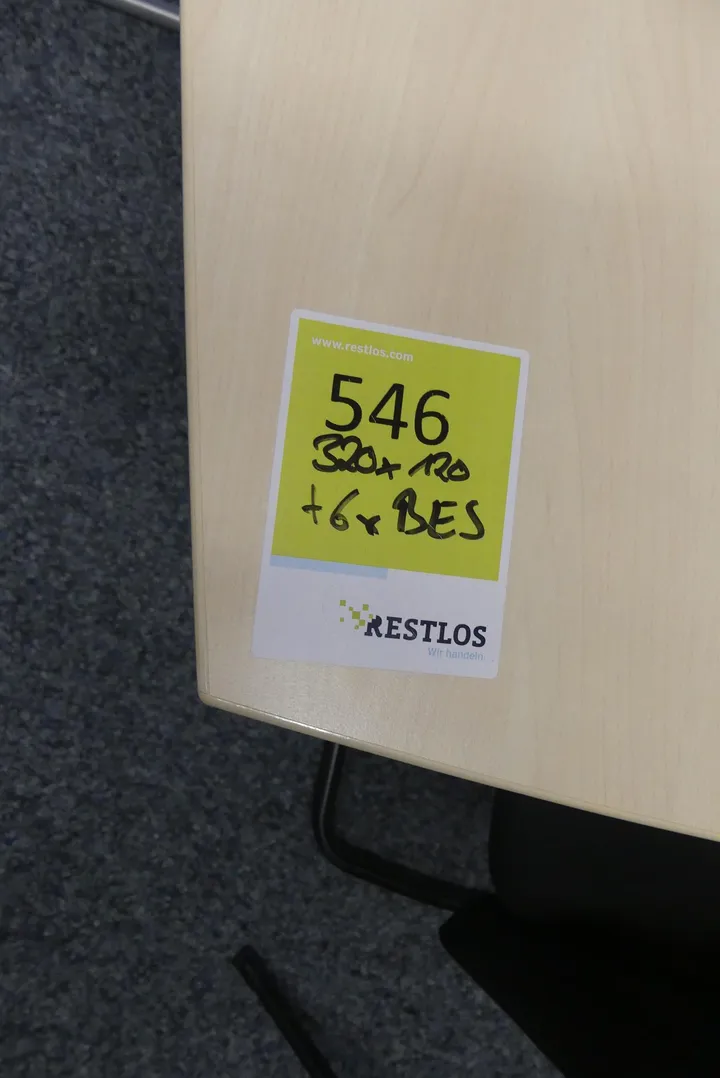 www.restlos.com
546
320x120
+6x BES
RESTLOS
Wir handeln.